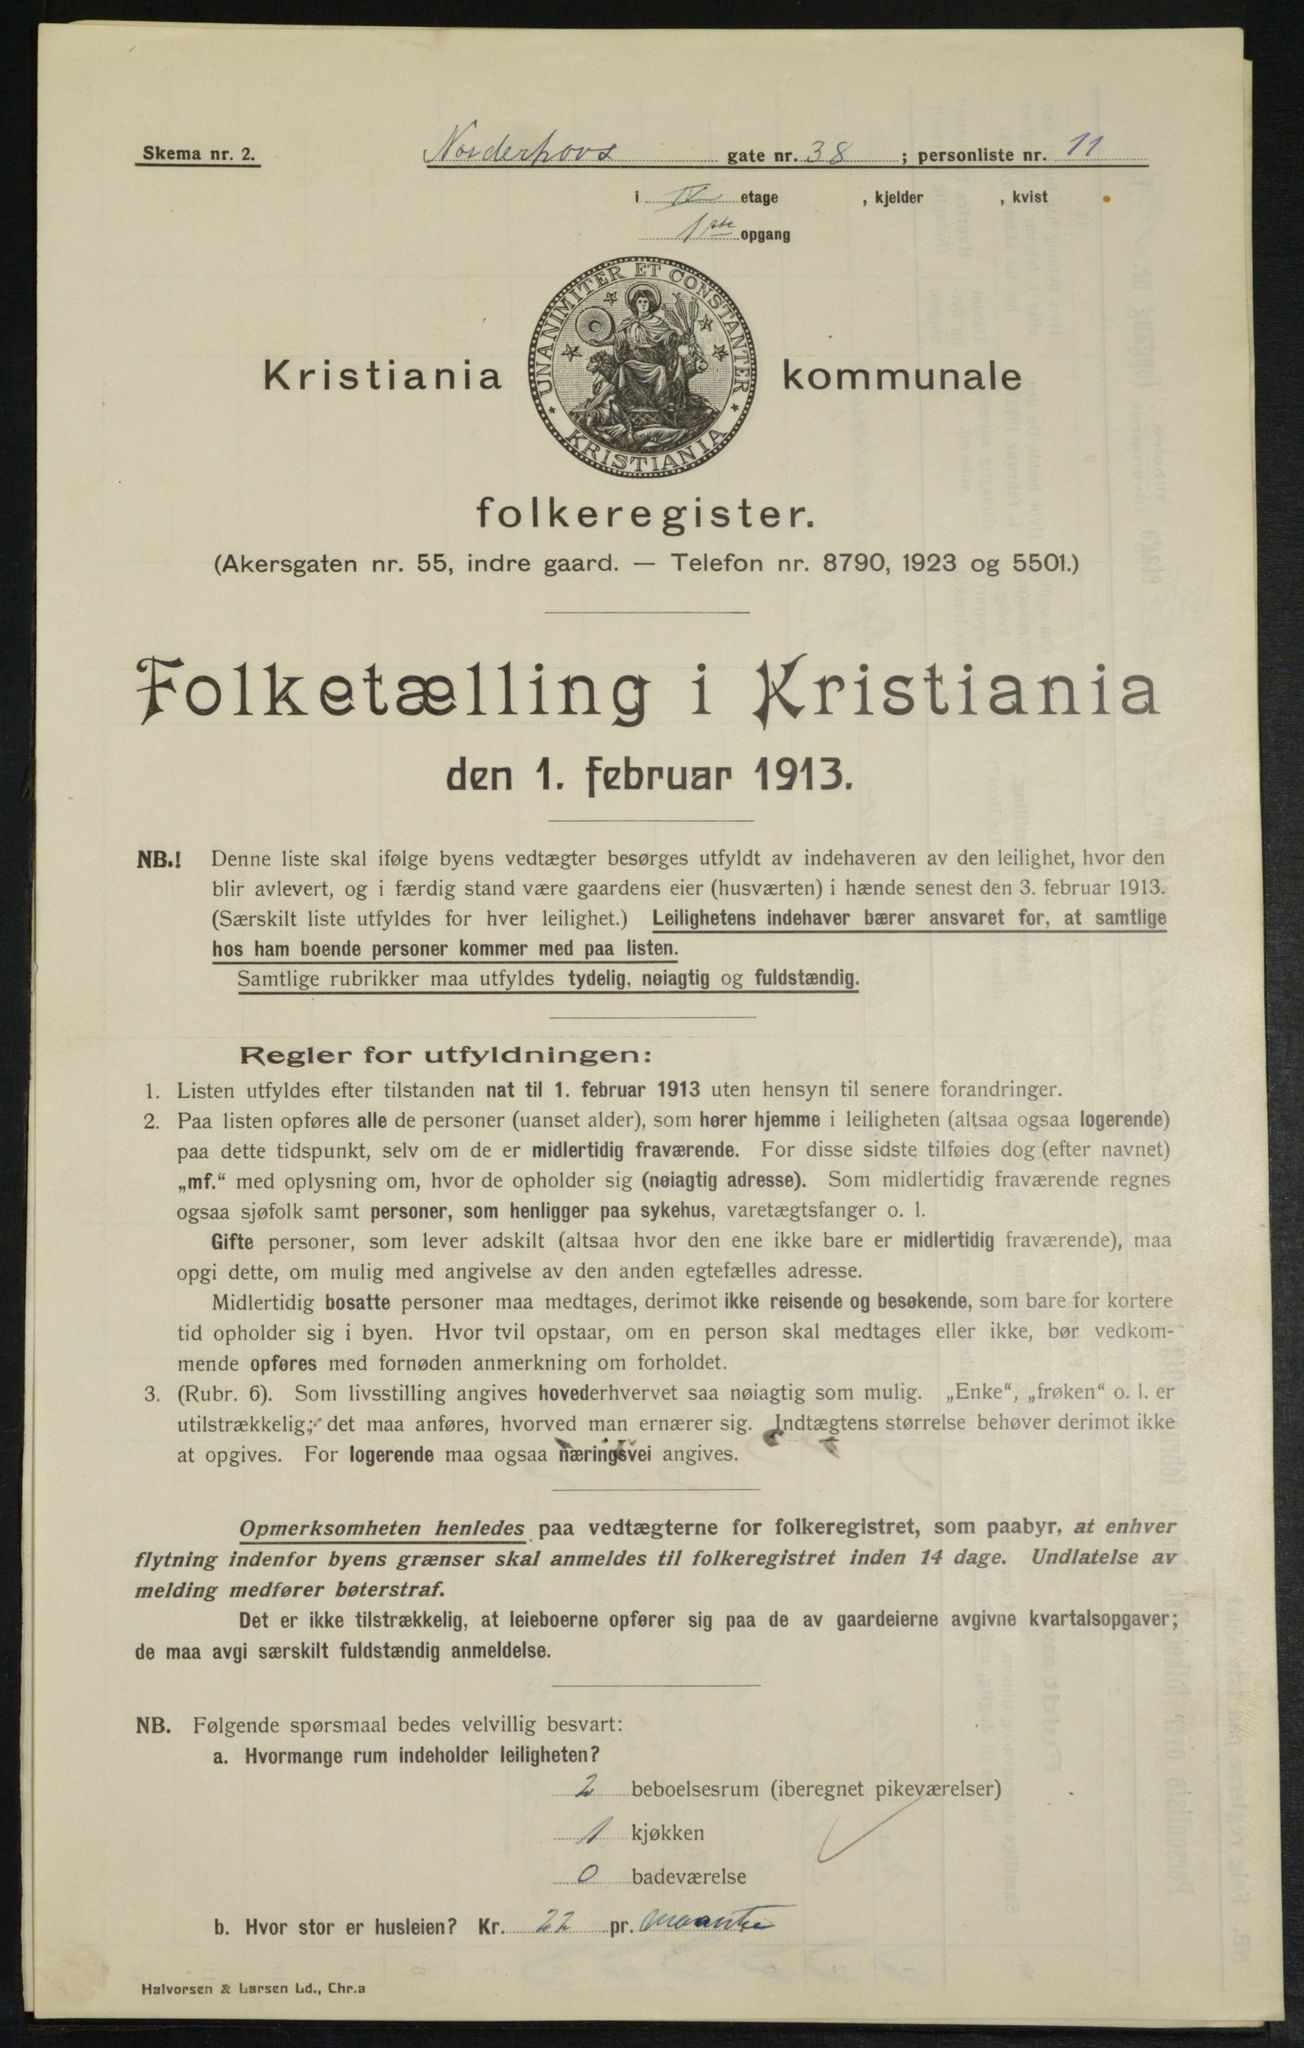 Skema nr. 2.
Norderhovs gate nr. 38 ; personliste nr. 11
i IV etage , kjelder , kvist
1ste opgang
UNANIMITER ET CONSTANTER
KRISTIANIA
Kristiania kommunale
folkeregister.
(Akersgaten nr. 55, indre gaard. — Telefon nr. 8790, 1923 og 5501.)
Folketælling i Kristiania
den 1. februar 1913.
NB.! Denne liste skal ifølge byens vedtægter besørges utfyldt av indehaveren av den leilighet, hvor den
blir avlevert, og i færdig stand være gaardens eier (husværten) i hænde senest den 3. februar 1913.
(Særskilt liste utfyldes for hver leilighet.) Leilighetens indehaver bærer ansvaret for, at samtlige
hos ham boende personer kommer med paa listen.
Samtlige rubrikker maa utfyldes tydelig, nøiagtig og fuldstændig.
Regler for utfyldningen:
1. Listen utfyldes efter tilstanden nat til 1. februar 1913 uten hensyn til senere forandringer.
2. Paa listen opføres alle de personer (uanset alder), som hører hjemme i leiligheten (altsaa ogsaa logerende)
paa dette tidspunkt, selv om de er midlertidig fraværende. For disse sidste tilføies dog (efter navnet)
„mf.“ med oplysning om, hvor de opholder sig (nøiagtig adresse). Som midlertidig fraværende regnes
ogsaa sjøfolk samt personer, som henligger paa sykehus, varetægtsfanger o. l.
Gifte personer, som lever adskilt (altsaa hvor den ene ikke bare er midlertidig fraværende), maa
opgi dette, om mulig med angivelse av den anden egtefælles adresse.
Midlertidig bosatte personer maa medtages, derimot ikke reisende og besøkende, som bare for kortere
tid opholder sig i byen. Hvor tvil opstaar, om en person skal medtages eller ikke, bør vedkom-
mende opføres med fornøden anmerkning om forholdet.
3. (Rubr. 6). Som livsstilling angives hovederhvervet saa nøiagtig som mulig. „Enke“, „frøken“ o. l. er
utilstrækkelig; det maa anføres, hvorved man ernærer sig. Indtægtens størrelse behøver derimot ikke
at opgives. For logerende maa ogsaa næringsvei angives.
Opmerksomheten henledes paa vedtægterne for folkeregistret, som paabyr, at enhver
flytning indenfor byens grænser skal anmeldes til folkeregistret inden 14 dage. Undlatelse av
melding medfører bøterstraf.
Det er ikke tilstrækkelig, at leieboerne opfører sig paa de av gaardeierne avgivne kvartalsopgaver;
de maa avgi særskilt fuldstændig anmeldelse.
NB. Følgende spørsmaal bedes velvillig besvart:
a. Hvormange rum indeholder leiligheten?
2 beboelsesrum (iberegnet pikeværelser)
1 kjøkken
0 badeværelse
b. Hvor stor er husleien? Kr. 22 pr.
Halvorsen & Larsen Ld., Chr.a